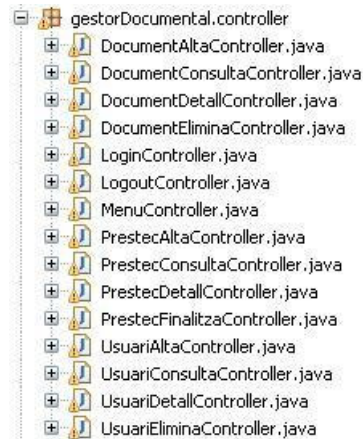 gestorDocumental.controller
DocumentAltaController.java
DocumentConsultaController.java
DocumentDetallController.java
DocumentEliminaController.java
LoginController.java
LogoutController.java
MenuController.java
PrestecAltaController.java
PrestecConsultaController.java
PrestecDetallController.java
PrestecFinalitzaController.java
UsuariAltaController.java
UsuariConsultaController.java
UsuariDetallController.java
UsuariEliminaController.java